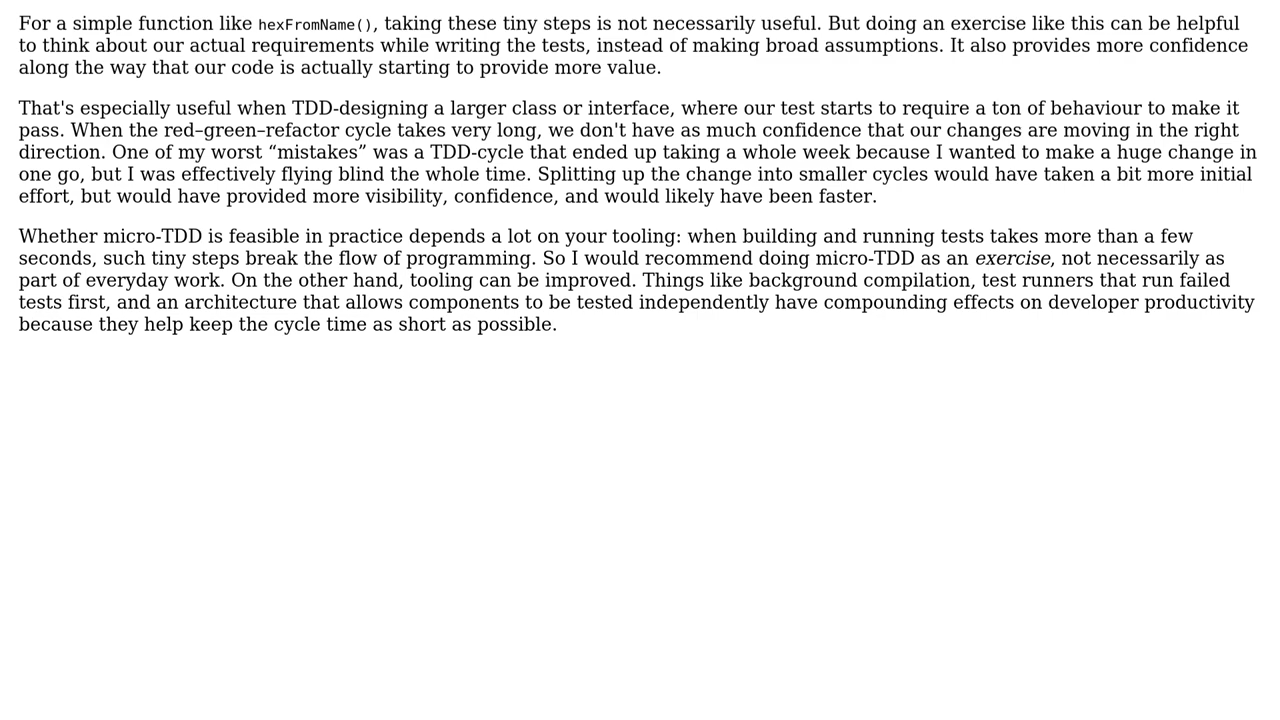 For a simple function like hexFromName(), taking these tiny steps is not necessarily useful. But doing an exercise like this can be helpful
to think about our actual requirements while writing the tests, instead of making broad assumptions. It also provides more confidence
along the way that our code is actually starting to provide more value.
That's especially useful when TDD-designing a larger class or interface, where our test starts to require a ton of behaviour to make it
pass. When the red–green–refactor cycle takes very long, we don't have as much confidence that our changes are moving in the right
direction. One of my worst “mistakes” was a TDD-cycle that ended up taking a whole week because I wanted to make a huge change in
one go, but I was effectively flying blind the whole time. Splitting up the change into smaller cycles would have taken a bit more initial
effort, but would have provided more visibility, confidence, and would likely have been faster.
Whether micro-TDD is feasible in practice depends a lot on your tooling: when building and running tests takes more than a few
seconds, such tiny steps break the flow of programming. So I would recommend doing micro-TDD as an exercise, not necessarily as
part of everyday work. On the other hand, tooling can be improved. Things like background compilation, test runners that run failed
tests first, and an architecture that allows components to be tested independently have compounding effects on developer productivity
because they help keep the cycle time as short as possible.